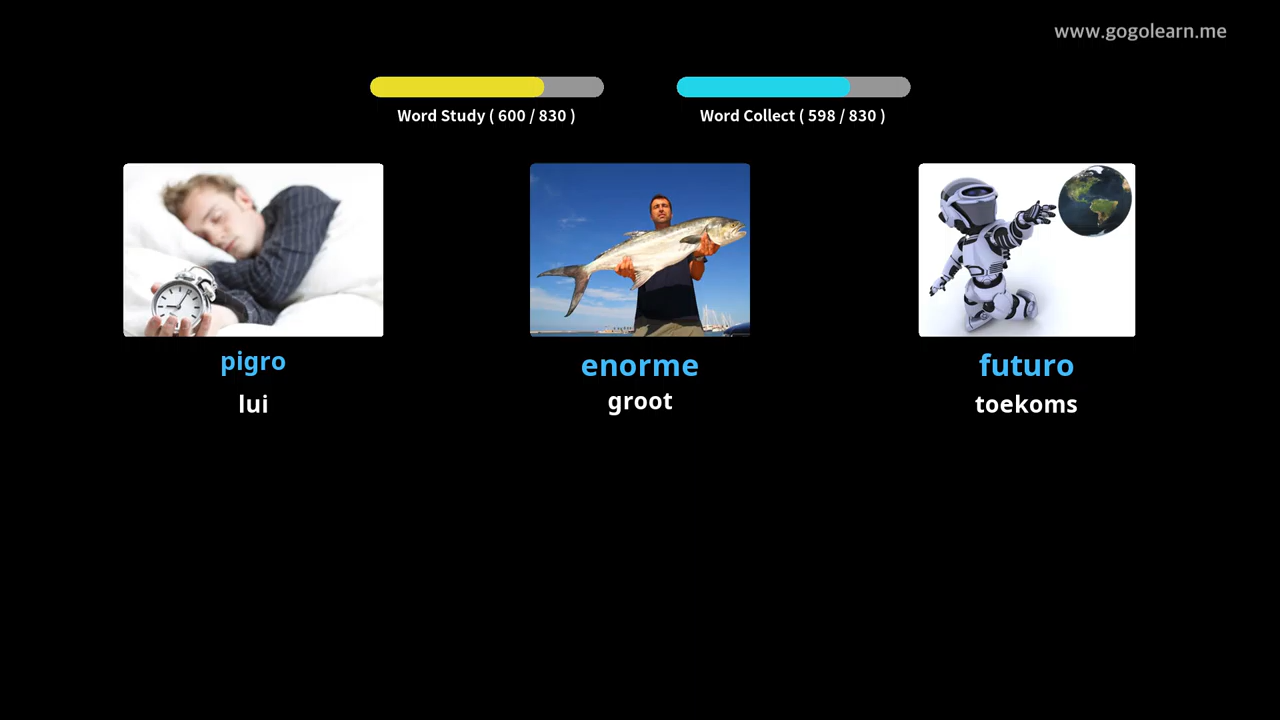 www.gogolearn.me
Word Study ( 600 / 830 )
Word Collect ( 598 / 830 )
pigro
enorme
futuro
lui
groot
toekoms